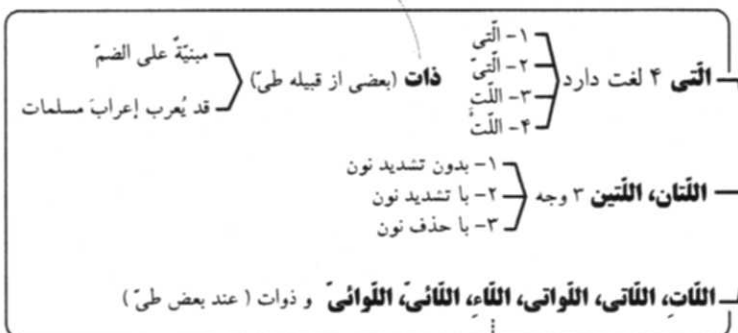 الّتی ۴ لغت دارد
۱- الّتی
۲- الّتیّ
۳- اللّتِ
۴- اللّتْ
ذات (بعضی از قبیله طیّ)
مبنیّةٌ علی الضمّ
قد یُعرب إعرابَ مسلمات
اللّتان، اللّتین ۳ وجه
۱- بدون تشدید نون
۲- با تشدید نون
۳- با حذف نون
اللّاتِ، اللّاتی، اللّواتی، اللّاءِ، اللّائیّ، اللّوائیّ و ذوات ( عند بعض طیّ )